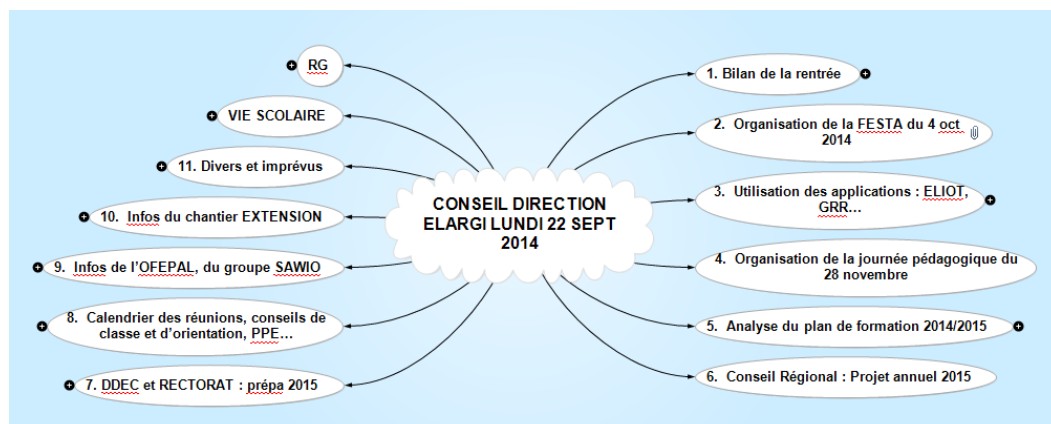 CONSEIL DIRECTION
ELARGI LUNDI 22 SEPT
2014
1. Bilan de la rentrée
2. Organisation de la FESTA du 4 oct
2014
3. Utilisation des applications : ELIOT,
GRR...
4. Organisation de la journée pédagogique du
28 novembre
5. Analyse du plan de formation 2014/2015
6. Conseil Régional : Projet annuel 2015
7. DDEC et RECTORAT : prépa 2015
8. Calendrier des réunions, conseils de
classe et d'orientation, PPE...
9. Infos de l'OFEPAL, du groupe SAWIO
10. Infos du chantier EXTENSION
11. Divers et imprévus
VIE SCOLAIRE
RG